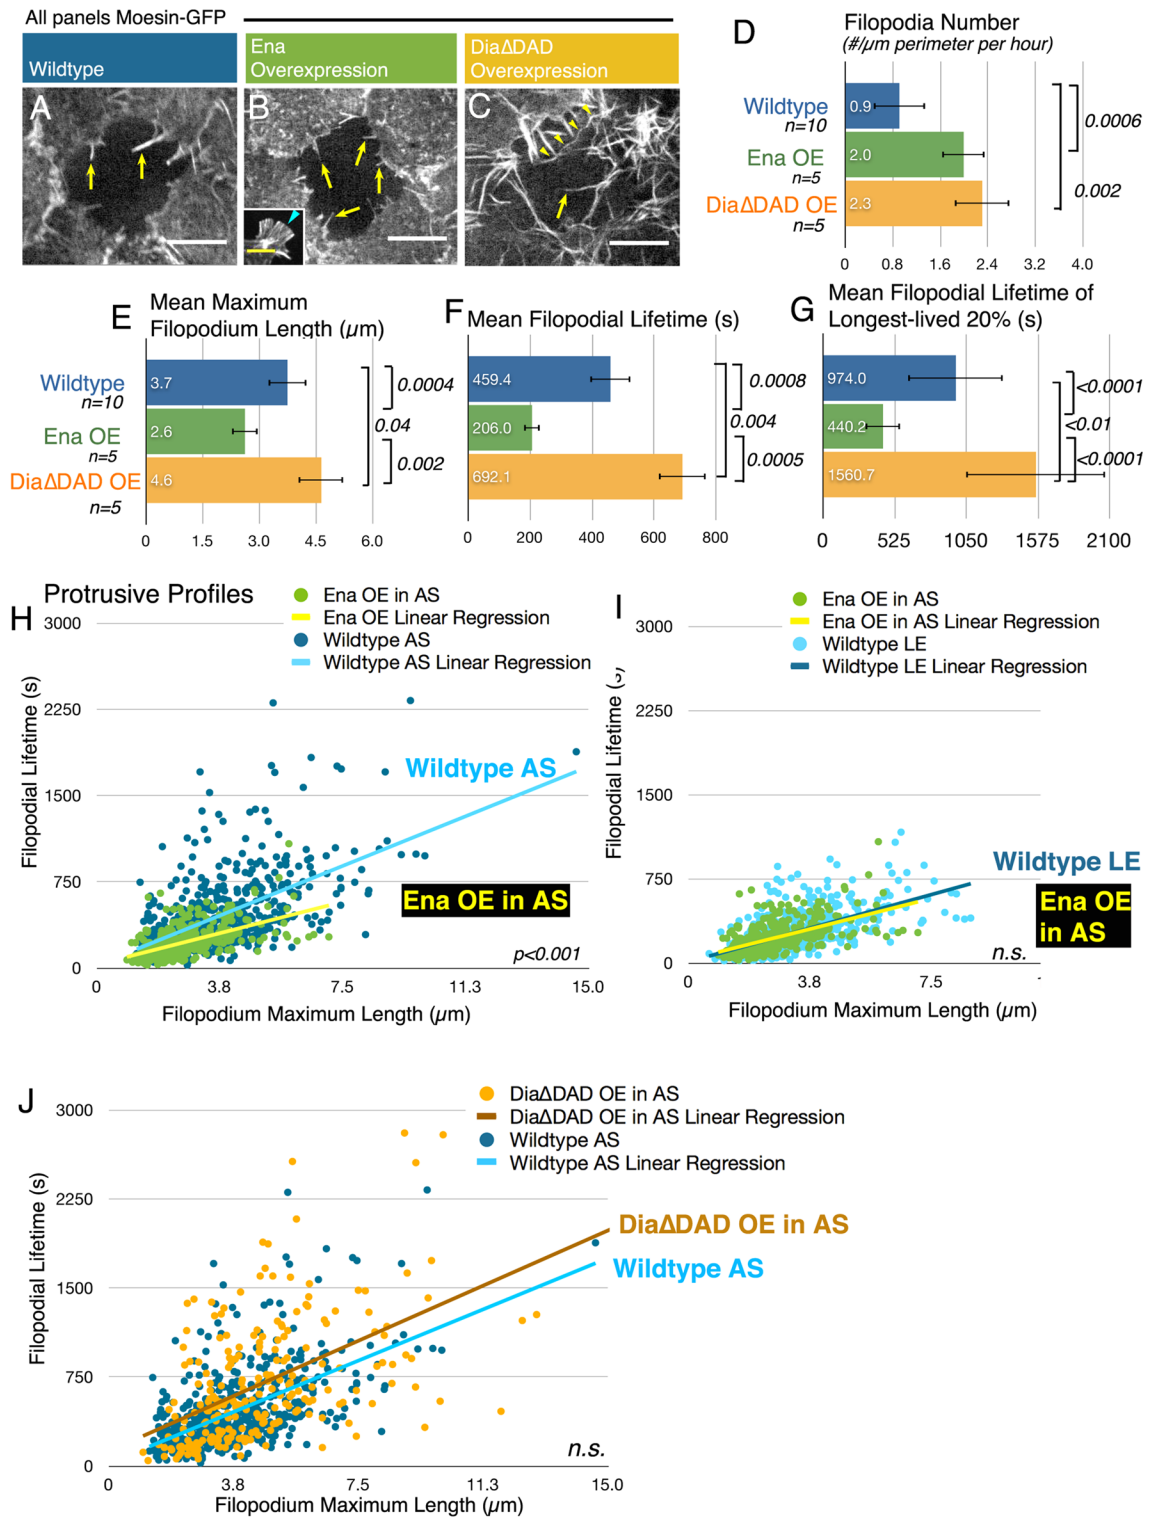 All panels Moesin-GFP
Wildtype
Ena
Overexpression
Dia∆DAD
Overexpression
A
B
C
D
Filopodia Number
(#/µm perimeter per hour)
Wildtype
n=10
0.9
Ena OE
n=5
2.0
Dia∆DAD OE
n=5
2.3
0.0006
0.002
0 0.8 1.6 2.4 3.2 4.0
E
Mean Maximum
Filopodium Length (µm)
Wildtype
n=10
3.7
Ena OE
n=5
2.6
Dia∆DAD OE
n=5
4.6
0.0004
0.04
0.002
0 1.5 3.0 4.5 6.0
F
Mean Filopodial Lifetime (s)
459.4
206.0
692.1
0.0008
0.004
0.0005
0 200 400 600 800
G
Mean Filopodial Lifetime of
Longest-lived 20% (s)
974.0
440.2
1560.7
<0.0001
<0.01
<0.0001
0 525 1050 1575 2100
H
Protrusive Profiles
Ena OE in AS
Ena OE Linear Regression
Wildtype AS
Wildtype AS Linear Regression
Filopodial Lifetime (s)
3000
2250
1500
750
0
Wildtype AS
Ena OE in AS
p<0.001
0 3.8 7.5 11.3 15.0
Filopodium Maximum Length (µm)
I
Ena OE in AS
Ena OE in AS Linear Regression
Wildtype LE
Wildtype LE Linear Regression
Filopodial Lifetime (s)
3000
2250
1500
750
0
Wildtype LE
Ena OE
in AS
n.s.
0 3.8 7.5
Filopodium Maximum Length (µm)
J
Dia∆DAD OE in AS
Dia∆DAD OE in AS Linear Regression
Wildtype AS
Wildtype AS Linear Regression
Filopodial Lifetime (s)
3000
2250
1500
750
0
Dia∆DAD OE in AS
Wildtype AS
n.s.
0 3.8 7.5 11.3 15.0
Filopodium Maximum Length (µm)